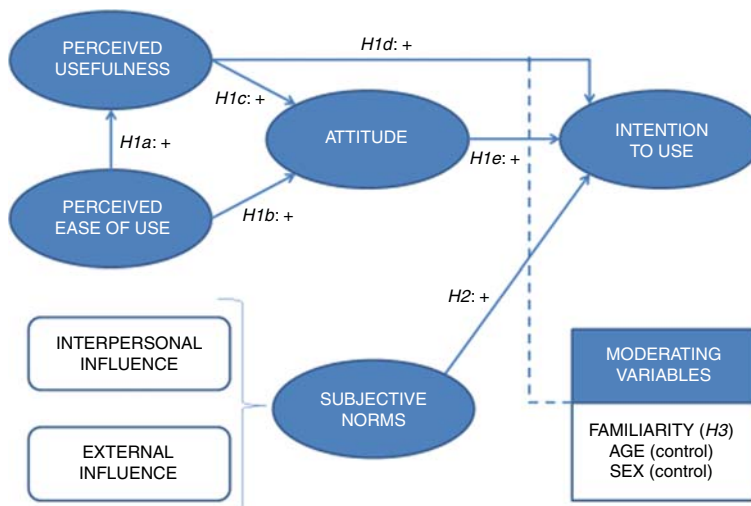 PERCEIVED
USEFULNESS
H1d: +
H1c: +
H1a: +
ATTITUDE
INTENTION
TO USE
H1e: +
PERCEIVED
EASE OF USE
H1b: +
H2: +
INTERPERSONAL
INFLUENCE
SUBJECTIVE
NORMS
EXTERNAL
INFLUENCE
MODERATING
VARIABLES
FAMILIARITY (H3)
AGE (control)
SEX (control)